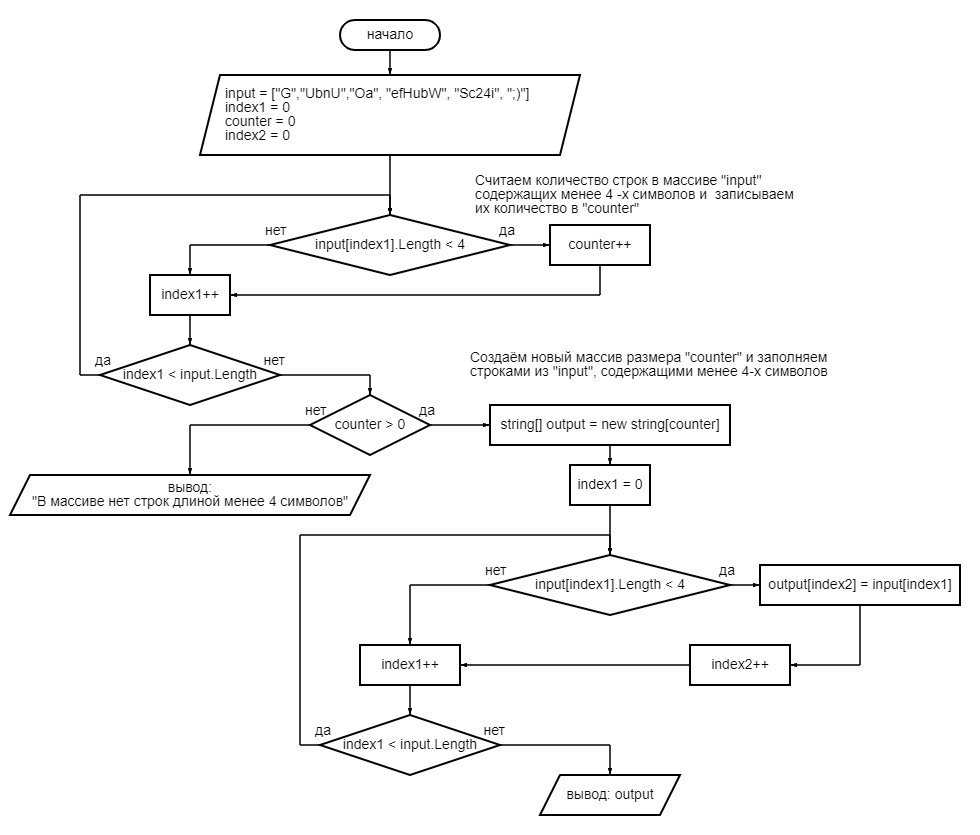 начало
input = ["G","UbnU","Oa", "efHubW", "Sc24i", ";)"]
index1 = 0
counter = 0
index2 = 0
Считаем количество строк в массиве "input"
содержащих менее 4 -х символов и  записываем
их количество в "counter"
нет
да
input[index1].Length < 4
counter++
index1++
да
нет
index1 < input.Length
Создаём новый массив размера "counter" и заполняем
строками из "input", содержащими менее 4-х символов
нет
да
counter > 0
string[] output = new string[counter]
вывод:
"В массиве нет строк длиной менее 4 символов"
index1 = 0
нет
да
input[index1].Length < 4
output[index2] = input[index1]
index1++
index2++
да
нет
index1 < input.Length
вывод: output